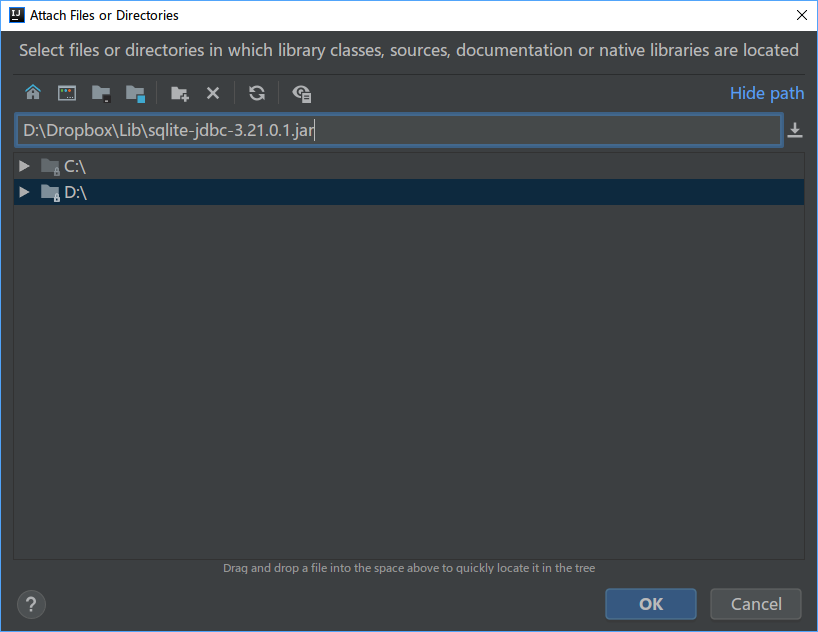 Attach Files or Directories
Select files or directories in which library classes, sources, documentation or native libraries are located
Hide path
D:\Dropbox\Lib\sqlite-jdbc-3.21.0.1.jar
C:\
D:\
Drag and drop a file into the space above to quickly locate it in the tree
?
OK
Cancel